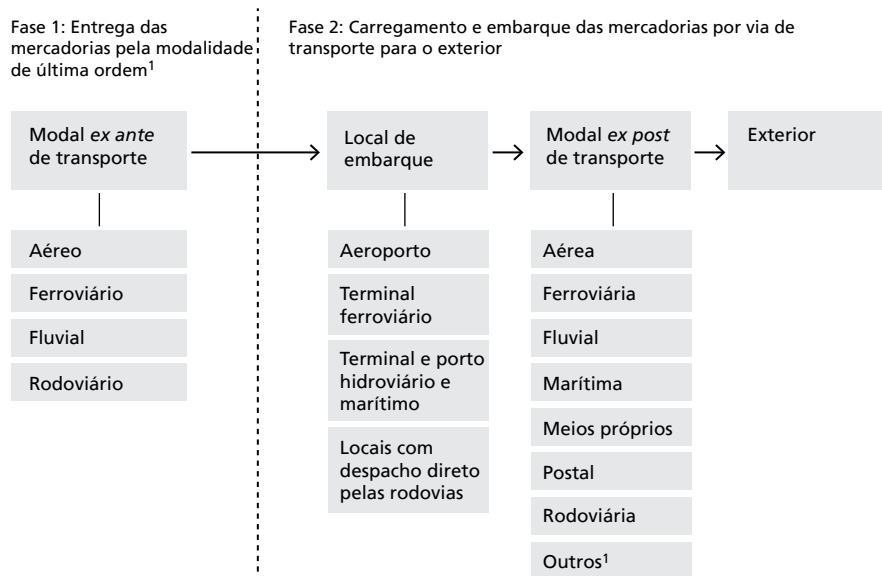 Fase 1: Entrega das
mercadorias pela modalidade
de última ordem¹
Fase 2: Carregamento e embarque das mercadorias por via de
transporte para o exterior
Modal ex ante
de transporte
Local de
embarque
Modal ex post
de transporte
Exterior
Aéreo
Ferroviário
Fluvial
Rodoviário
Aeroporto
Terminal
ferroviário
Terminal e porto
hidroviário e
marítimo
Locais com
despacho direto
pelas rodovias
Aérea
Ferroviária
Fluvial
Marítima
Meios próprios
Postal
Rodoviária
Outros¹